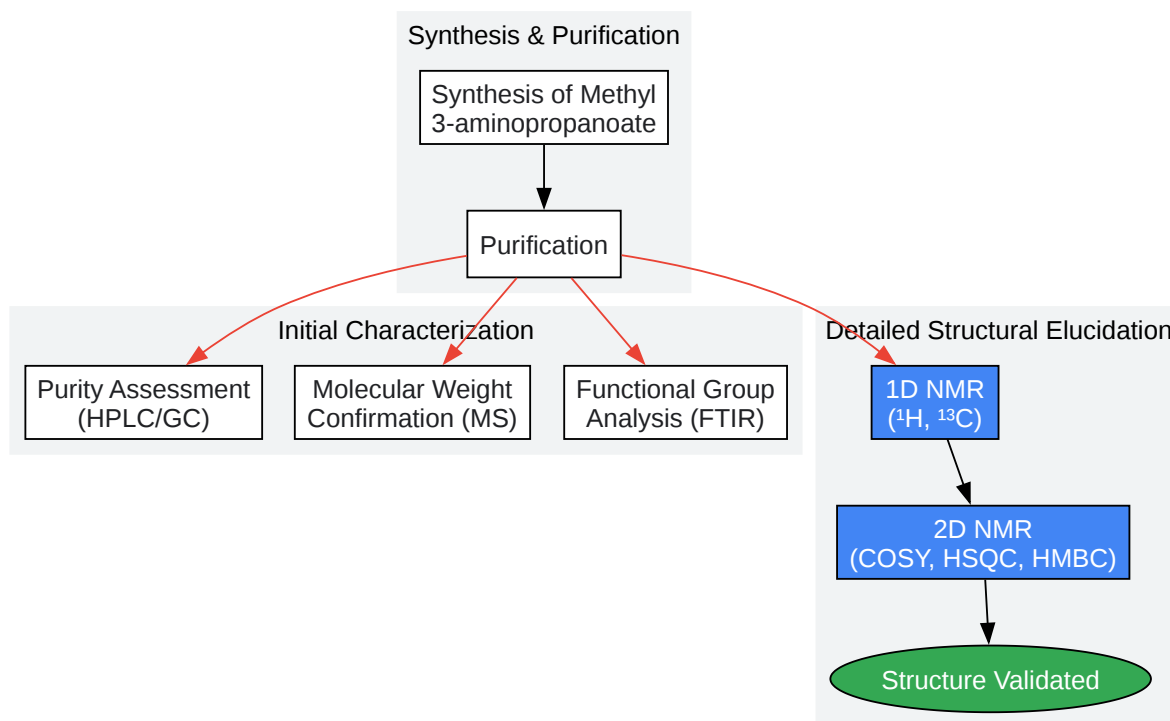 Synthesis & Purification
Synthesis of Methyl
3-aminopropanoate
Purification
Initial Characterization
Purity Assessment
(HPLC/GC)
Molecular Weight
Confirmation (MS)
Functional Group
Analysis (FTIR)
Detailed Structural Elucidation
1D NMR
(¹H, ¹³C)
2D NMR
(COSY, HSQC, HMBC)
Structure Validated